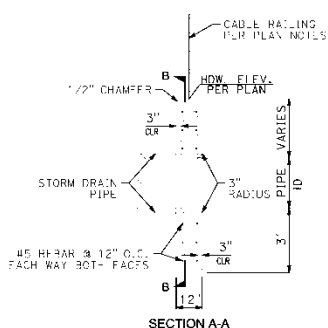 CABLE RAILING
PER PLAN NOTES
B
HDW. ELEV.
PER PLAN
1/2" CHAMFER
3"
CLR
VARIES
STORM DRAIN
PIPE
3"
RADIUS
PIPE
ID
#5 REBAR @ 12" O.C.
EACH WAY BOTH FACES
3"
CLR
3'
B
12"
SECTION A-A